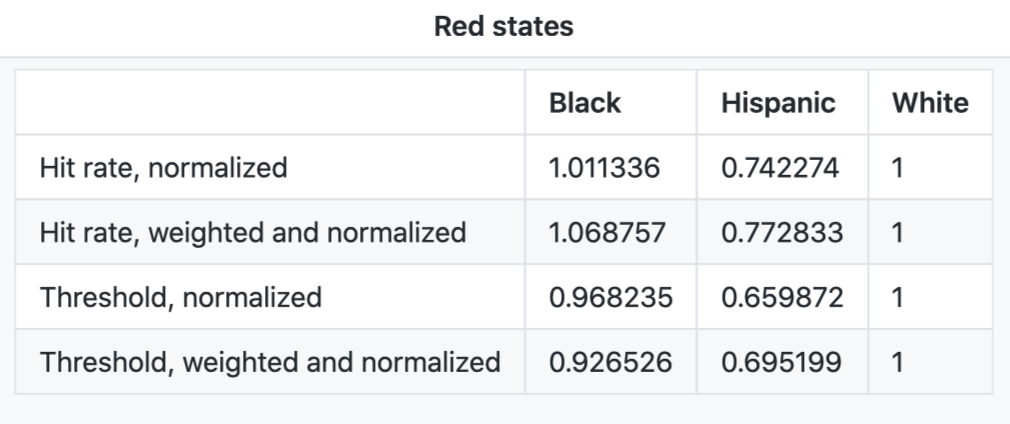 Red states
Black Hispanic White
Hit rate, normalized 1.011336 0.742274 1
Hit rate, weighted and normalized 1.068757 0.772833 1
Threshold, normalized 0.968235 0.659872 1
Threshold, weighted and normalized 0.926526 0.695199 1